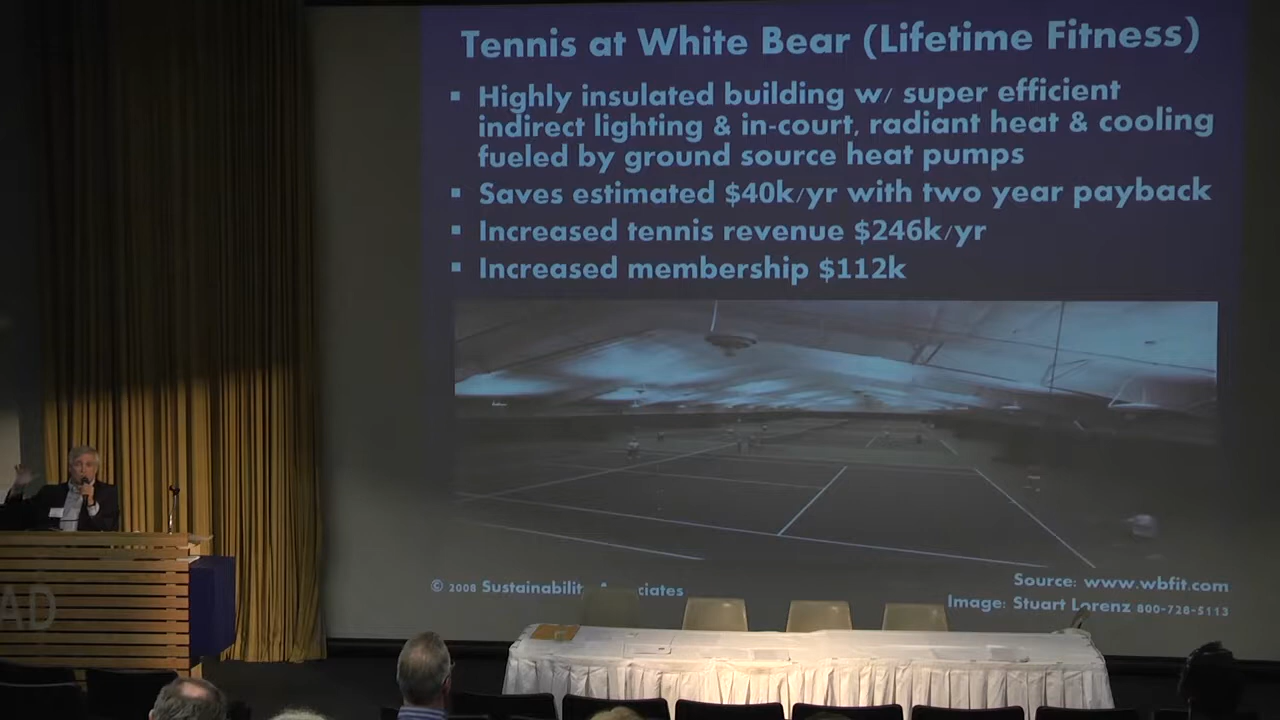 Tennis at White Bear (Lifetime Fitness)
▪ Highly insulated building w/ super efficient
indirect lighting & in-court, radiant heat & cooling
fueled by ground source heat pumps
▪ Saves estimated $40k/yr with two year payback
▪ Increased tennis revenue $246k/yr
▪ Increased membership $112k
© 2008
Source: www.wbfit.com
Image: Stuart Lorenz 800-728-5113
AD